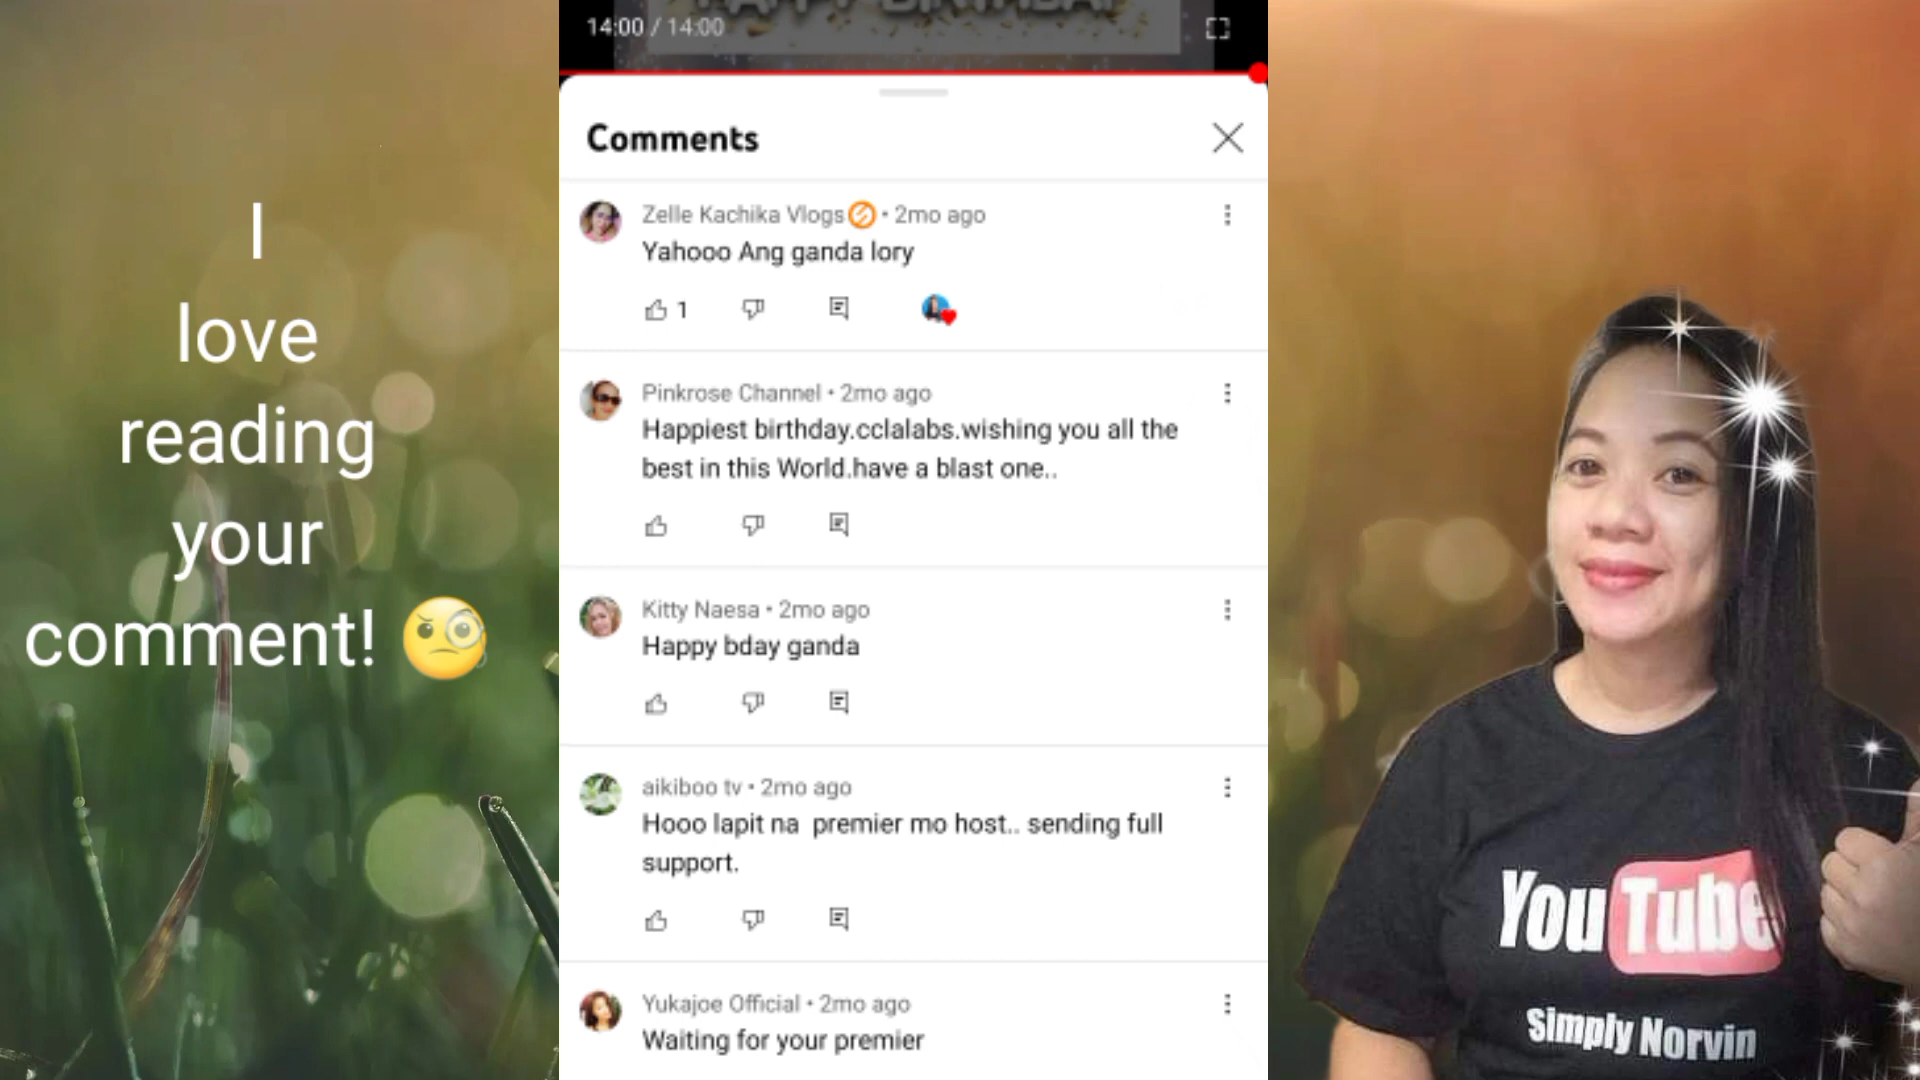 I
love
reading
your
comment!
14:00 / 14:00
Comments
Zelle Kachika Vlogs • 2mo ago
Yahooo Ang ganda lory
1
Pinkrose Channel • 2mo ago
Happiest birthday.cclalabs.wishing you all the
best in this World.have a blast one..
Kitty Naesa • 2mo ago
Happy bday ganda
aikiboo tv • 2mo ago
Hooo lapit na premier mo host.. sending full
support.
Yukajoe Official • 2mo ago
Waiting for your premier
YouTube
Simply Norvin